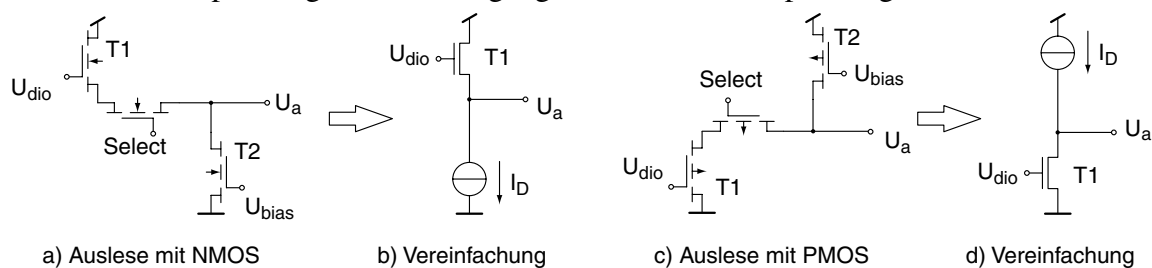 T1
U_dio
Select
U_a
T2
U_bias
U_dio
T1
U_a
I_D
Select
T2
U_bias
U_a
U_dio
T1
I_D
U_a
U_dio
T1
a) Auslese mit NMOS
b) Vereinfachung
c) Auslese mit PMOS
d) Vereinfachung